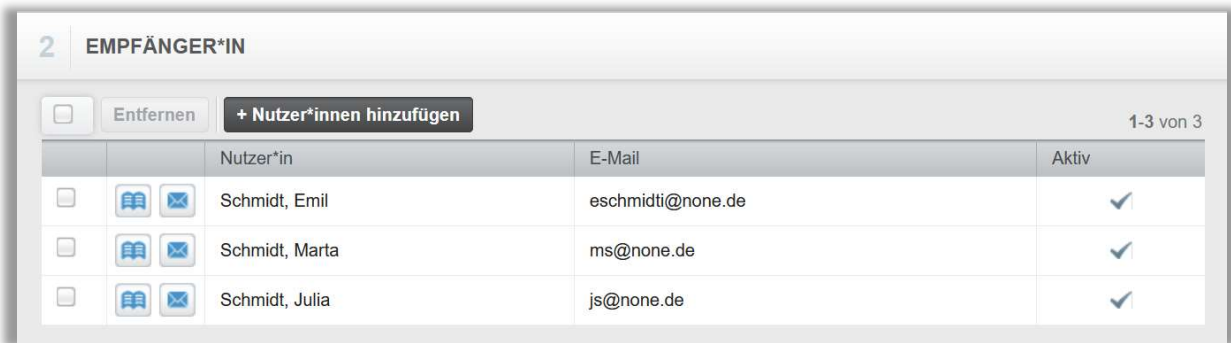 2 EMPFÄNGER*IN
Entfernen + Nutzer*innen hinzufügen 1-3 von 3
Nutzer*in E-Mail Aktiv
Schmidt, Emil eschmidti@none.de
Schmidt, Marta ms@none.de
Schmidt, Julia js@none.de